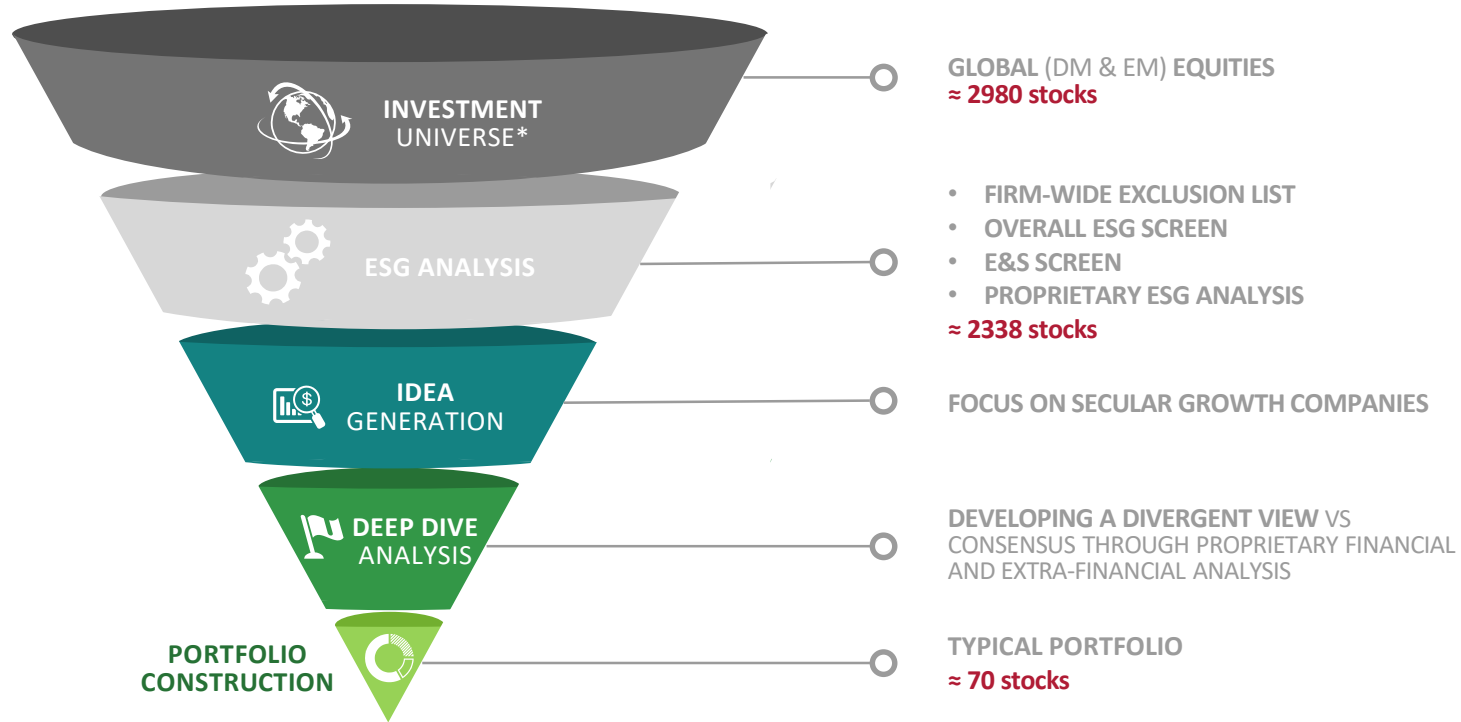 INVESTMENT
UNIVERSE*
GLOBAL (DM & EM) EQUITIES
≈ 2980 stocks
ESG ANALYSIS
• FIRM-WIDE EXCLUSION LIST
• OVERALL ESG SCREEN
• E&S SCREEN
• PROPRIETARY ESG ANALYSIS
≈ 2338 stocks
IDEA
GENERATION
$
FOCUS ON SECULAR GROWTH COMPANIES
DEEP DIVE
ANALYSIS
DEVELOPING A DIVERGENT VIEW VS
CONSENSUS THROUGH PROPRIETARY FINANCIAL
AND EXTRA-FINANCIAL ANALYSIS
PORTFOLIO
CONSTRUCTION
TYPICAL PORTFOLIO
≈ 70 stocks